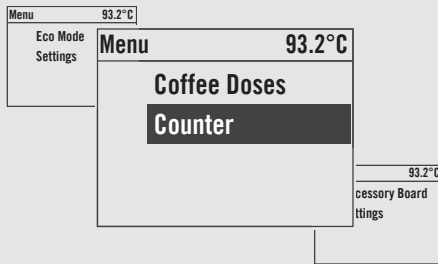 Menu 93.2°C
Eco Mode
Settings
Menu 93.2°C
Coffee Doses
Counter
93.2°C
cessory Board
ttings